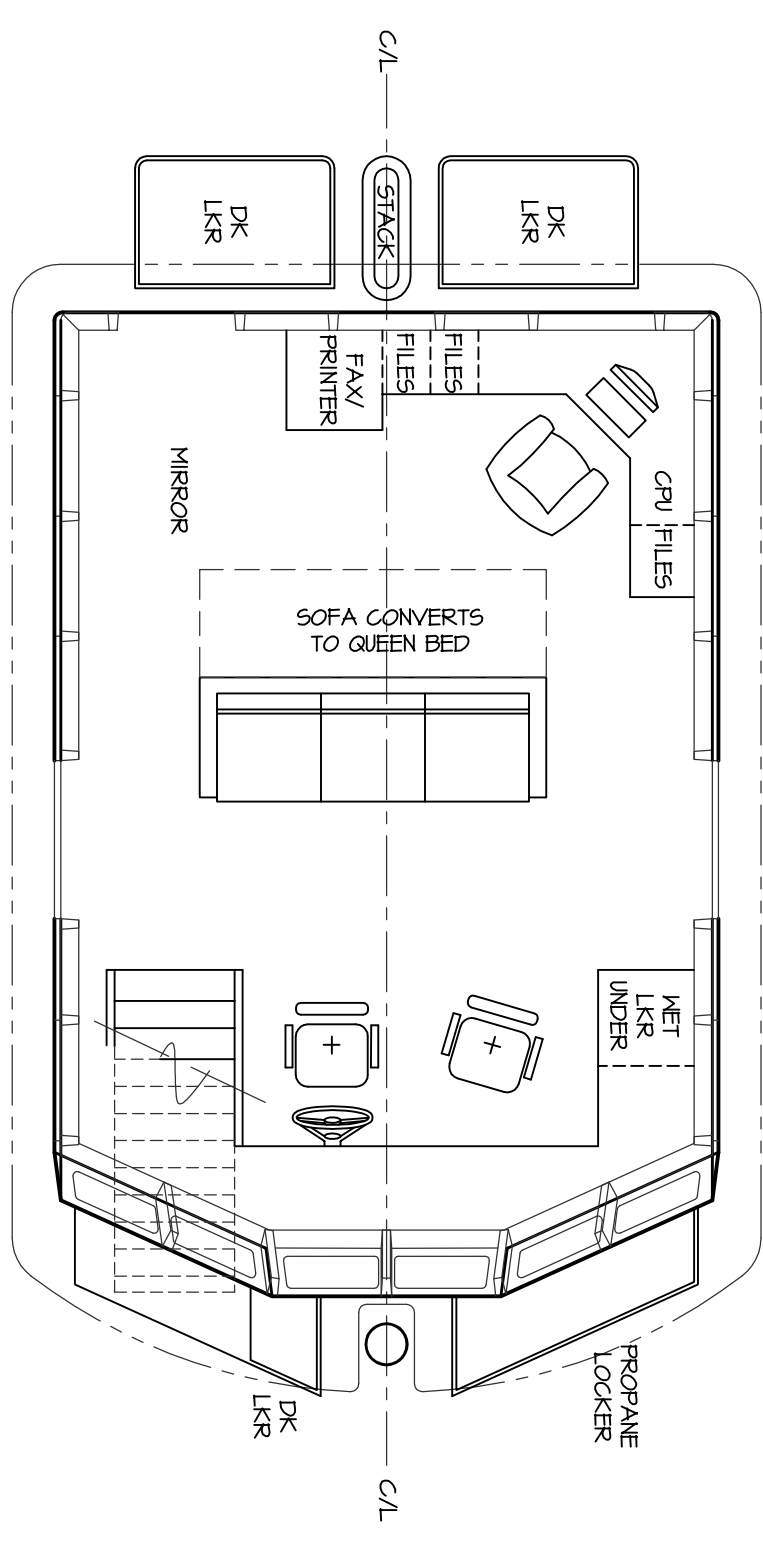 C/L
DK
LKR
STACK
DK
LKR
FAX/
PRINTER
FILES
FILES
CPU
FILES
MIRROR
SOFA CONVERTS
TO QUEEN BED
WET
LKR
UNDER
PROPANE
LOCKER
DK
LKR
C/L